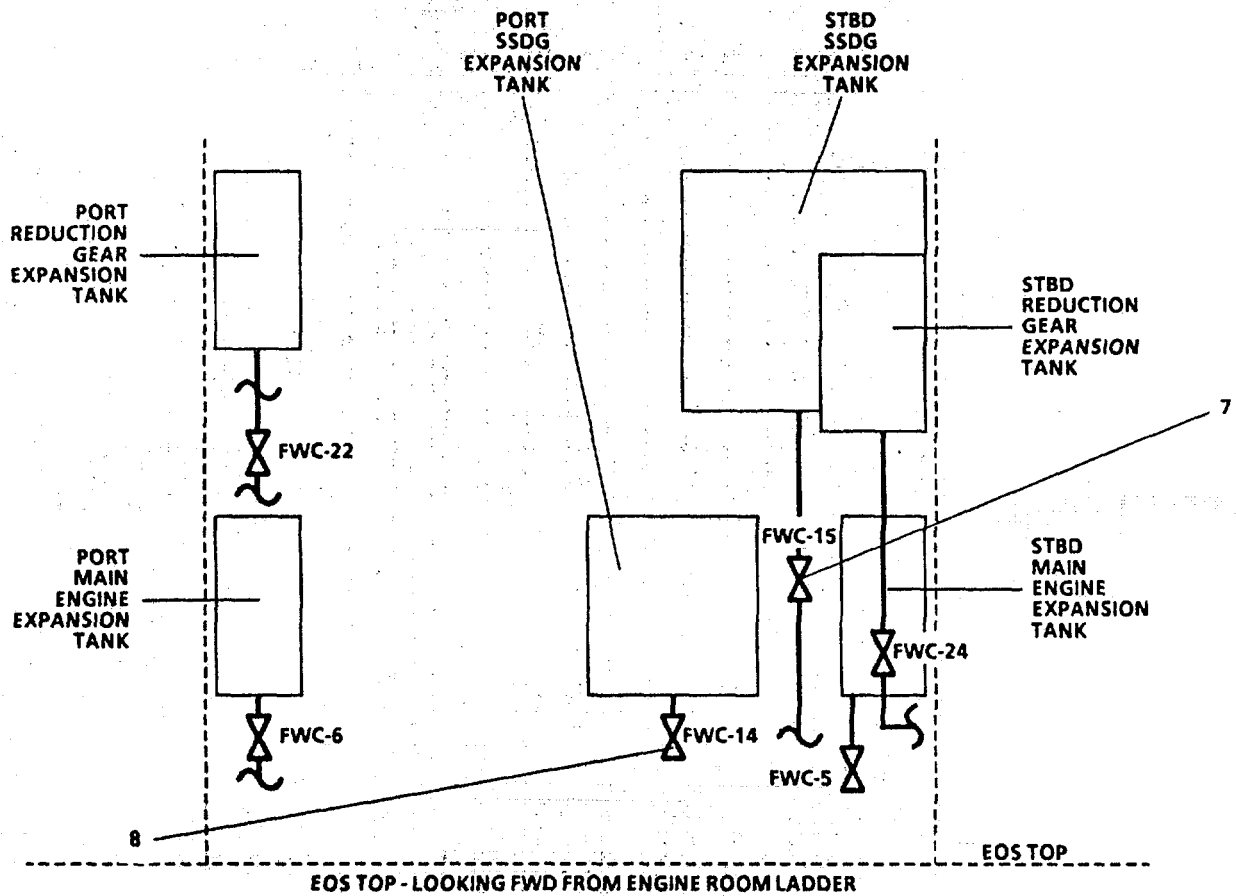 PORT
SSDG
EXPANSION
TANK
STBD
SSDG
EXPANSION
TANK
PORT
REDUCTION
GEAR
EXPANSION
TANK
STBD
REDUCTION
GEAR
EXPANSION
TANK
7
FWC-22
FWC-15
PORT
MAIN
ENGINE
EXPANSION
TANK
STBD
MAIN
ENGINE
EXPANSION
TANK
FWC-24
FWC-6
FWC-14
FWC-5
8
EOS TOP
EOS TOP - LOOKING FWD FROM ENGINE ROOM LADDER